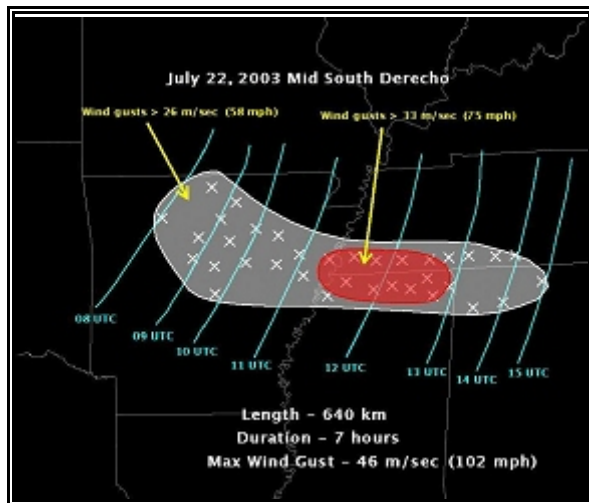 July 22, 2003 Mid South Derecho
Wind gusts > 26 m/sec (58 mph)
Wind gusts > 33 m/sec (75 mph)
08 UTC
09 UTC
10 UTC
11 UTC
12 UTC
13 UTC
14 UTC
15 UTC
Length - 640 km
Duration - 7 hours
Max Wind Gust - 46 m/sec (102 mph)